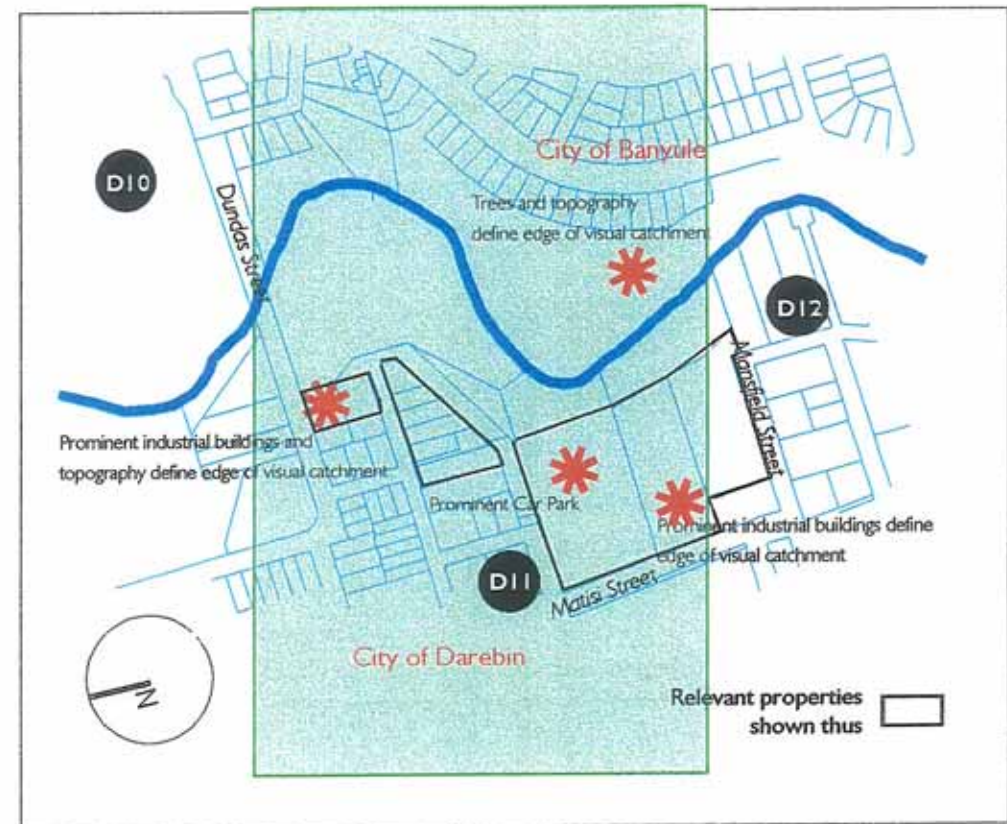 City of Banyule
D10
Trees and topography
define edge of visual catchment
Dundas Street
D12
Mansfield Street
Prominent industrial buildings and
topography define edge of visual catchment
Prominent Car Park
Prominent industrial buildings define
edge of visual catchment
D11
Matisi Street
City of Darebin
N
Relevant properties
shown thus